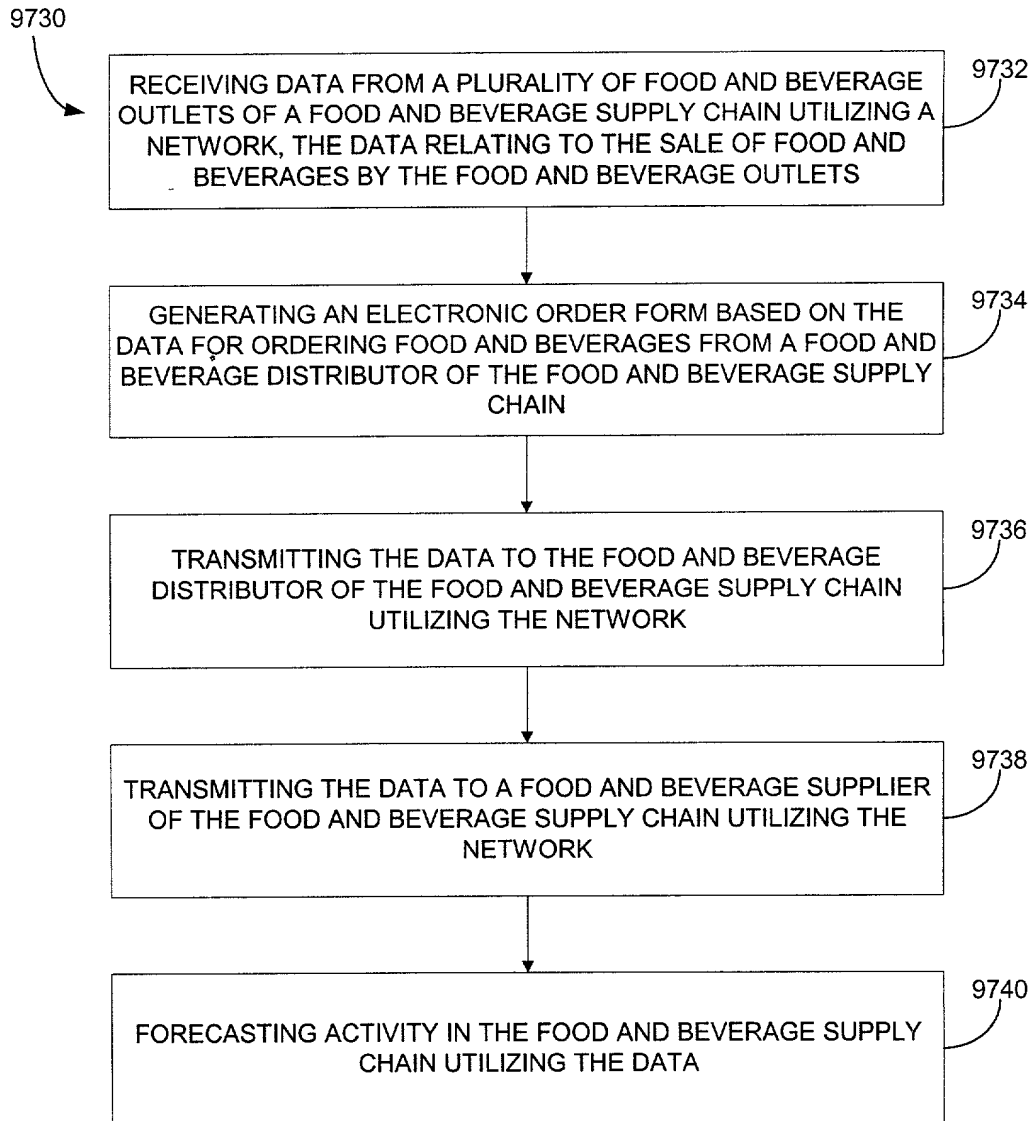 9730
RECEIVING DATA FROM A PLURALITY OF FOOD AND BEVERAGE
OUTLETS OF A FOOD AND BEVERAGE SUPPLY CHAIN UTILIZING A
NETWORK, THE DATA RELATING TO THE SALE OF FOOD AND
BEVERAGES BY THE FOOD AND BEVERAGE OUTLETS
9732
GENERATING AN ELECTRONIC ORDER FORM BASED ON THE
DATA FOR ORDERING FOOD AND BEVERAGES FROM A FOOD AND
BEVERAGE DISTRIBUTOR OF THE FOOD AND BEVERAGE SUPPLY
CHAIN
9734
TRANSMITTING THE DATA TO THE FOOD AND BEVERAGE
DISTRIBUTOR OF THE FOOD AND BEVERAGE SUPPLY CHAIN
UTILIZING THE NETWORK
9736
TRANSMITTING THE DATA TO A FOOD AND BEVERAGE SUPPLIER
OF THE FOOD AND BEVERAGE SUPPLY CHAIN UTILIZING THE
NETWORK
9738
FORECASTING ACTIVITY IN THE FOOD AND BEVERAGE SUPPLY
CHAIN UTILIZING THE DATA
9740